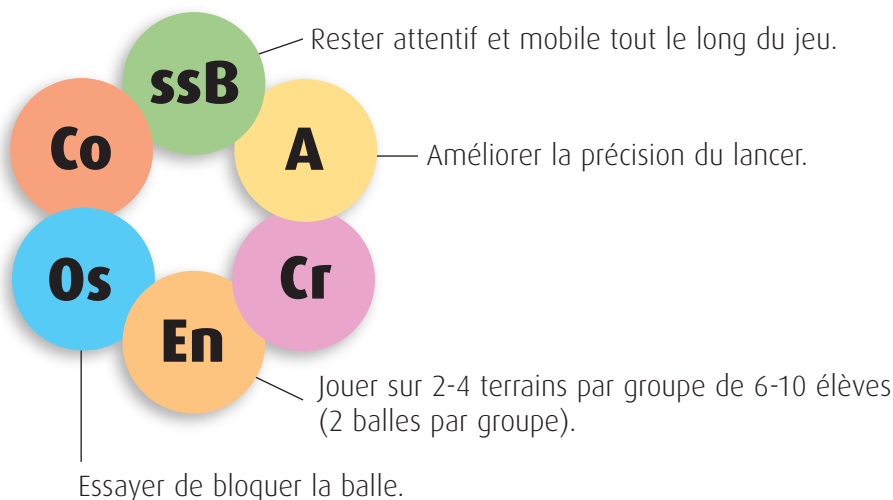 ssB
Rester attentif et mobile tout le long du jeu.
Co
A
Améliorer la précision du lancer.
Os
Cr
En
Jouer sur 2-4 terrains par groupe de 6-10 élèves
(2 balles par groupe).
Essayer de bloquer la balle.